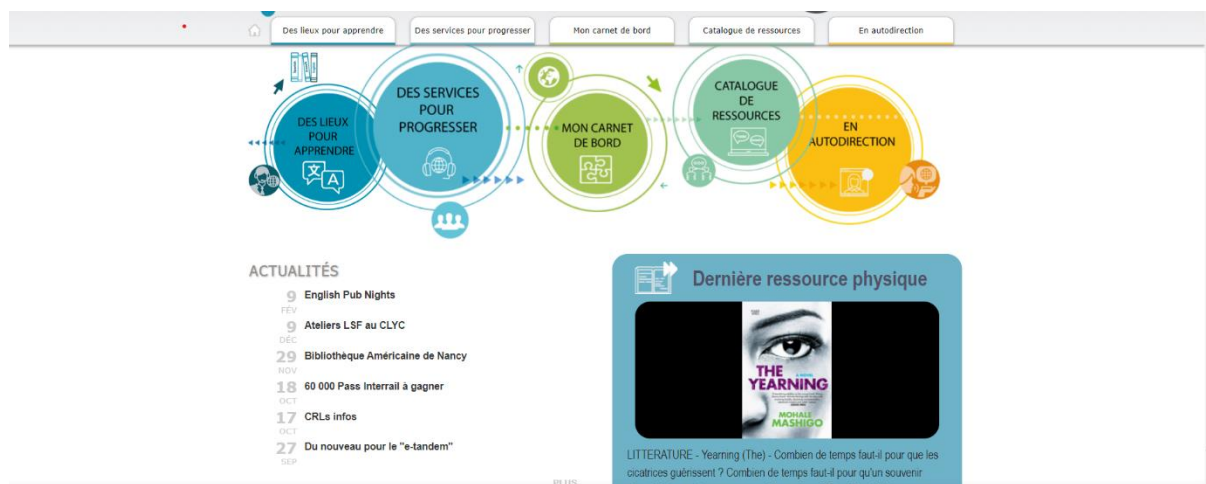 Des lieux pour apprendre
Des services pour progresser
Mon carnet de bord
Catalogue de ressources
En autodirection
DES LIEUX
POUR
APPRENDRE
DES SERVICES
POUR
PROGRESSER
MON CARNET
DE BORD
CATALOGUE
DE
RESSOURCES
EN
AUTODIRECTION
ACTUALITÉS
9 English Pub Nights
FÉV
9 Ateliers LSF au CLYC
DÉC
29 Bibliothèque Américaine de Nancy
NOV
18 60 000 Pass Interrail à gagner
OCT
17 CRLs infos
OCT
27 Du nouveau pour le "e-tandem"
SEP
PLUS
Dernière ressource physique
THE
A NOVEL
YEARNING
MOHALE
MASHIGO
LITTERATURE - Yearning (The) - Combien de temps faut-il pour que les
cicatrices guérissent ? Combien de temps faut-il pour qu'un souvenir